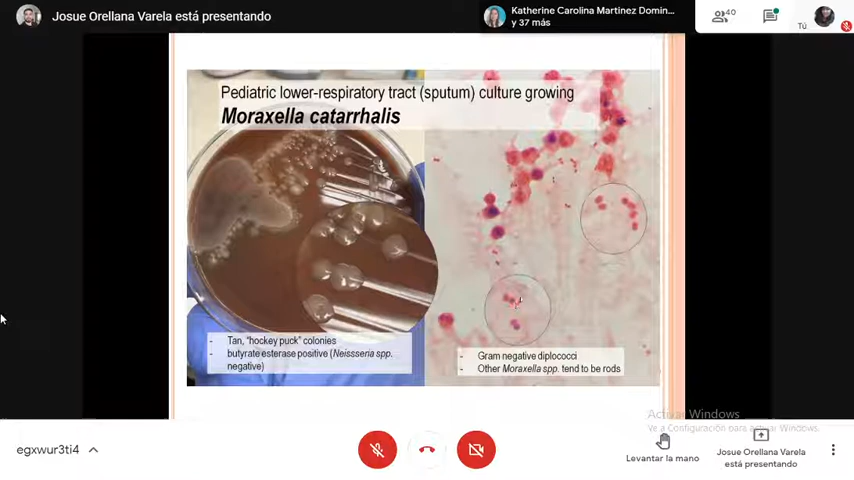 Josue Orellana Varela está presentando
Katherine Carolina Martinez Domin...
y 37 más
40
Tú
Pediatric lower-respiratory tract (sputum) culture growing
Moraxella catarrhalis
- Tan, "hockey puck" colonies
- butyrate esterase positive (Neissseria spp.
negative)
- Gram negative diplococci
- Other Moraxella spp. tend to be rods
Activar Windows
Ve a Configuración para activar Windows.
egxwur3ti4
Levantar la mano
Josue Orellana Varela
está presentando